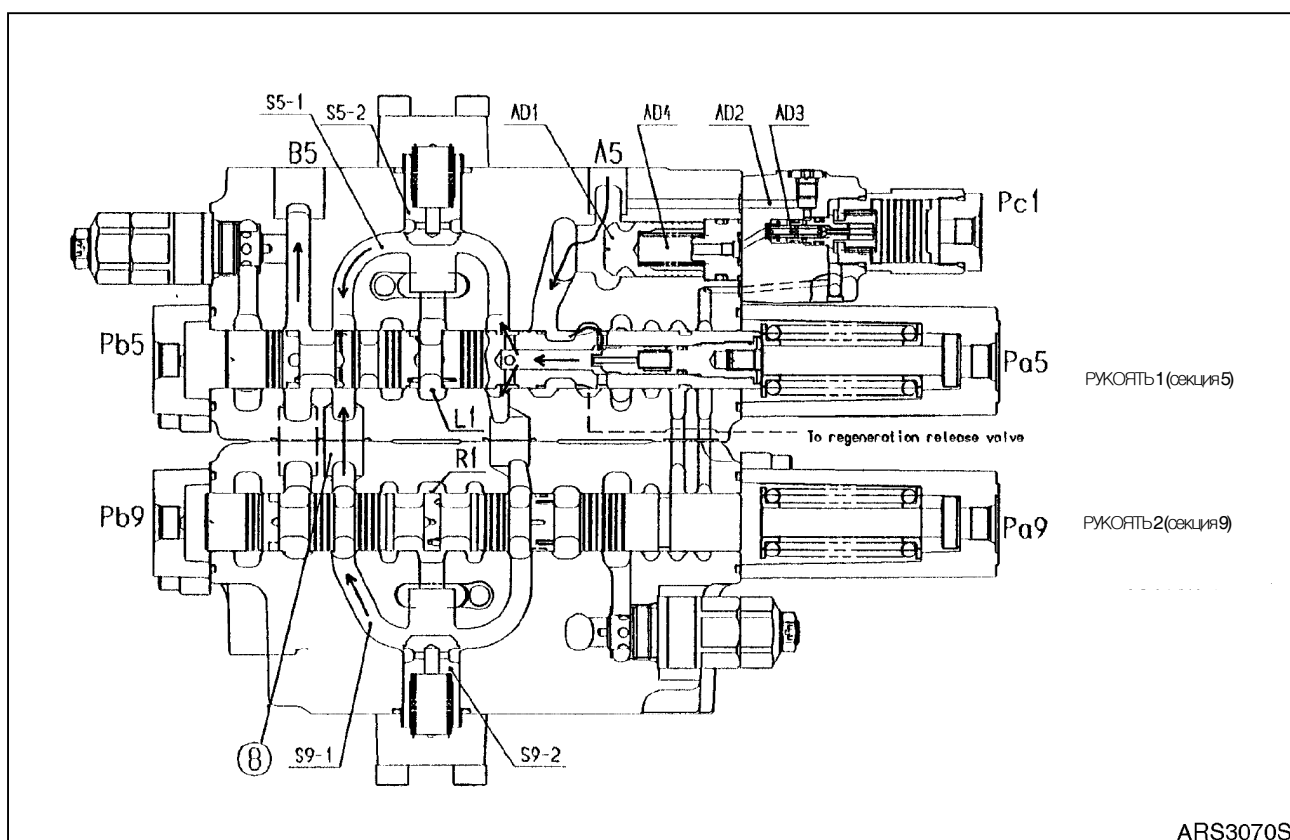 S5-1
S5-2
AD1
AD4
AD2
AD3
B5
A5
Pc1
Pb5
Pa5
РУКОЯТЬ 1 (секция 5)
L1
To regeneration release valve
R1
Pb9
Pa9
РУКОЯТЬ 2 (секция 9)
8
S9-1
S9-2
ARS3070S